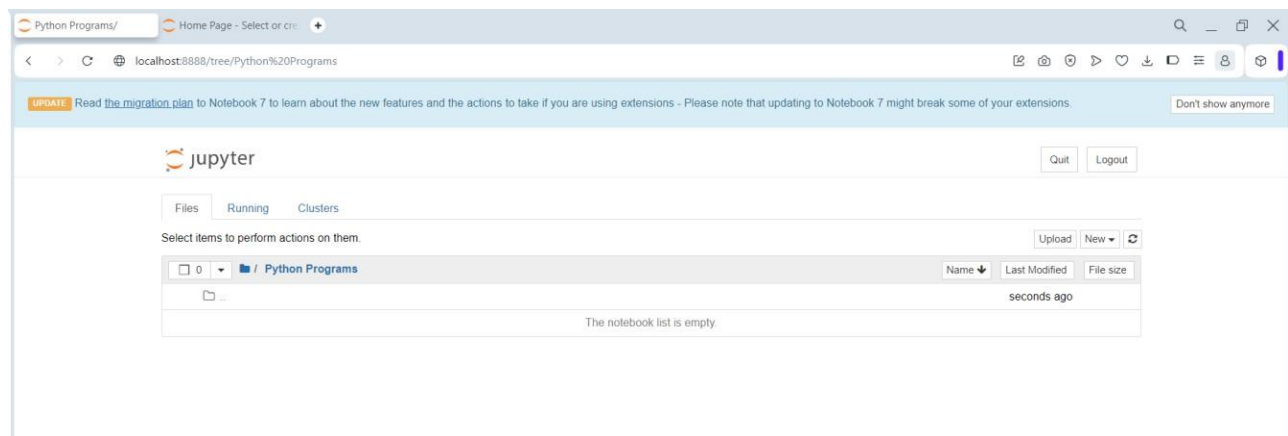 Python Programs/
Home Page - Select or cre
localhost:8888/tree/Python%20Programs
UPDATE Read the migration plan to Notebook 7 to learn about the new features and the actions to take if you are using extensions - Please note that updating to Notebook 7 might break some of your extensions. Don't show anymore
jupyter Quit Logout
Files Running Clusters
Select items to perform actions on them. Upload New
0 / Python Programs Name Last Modified File size
.. seconds ago
The notebook list is empty.